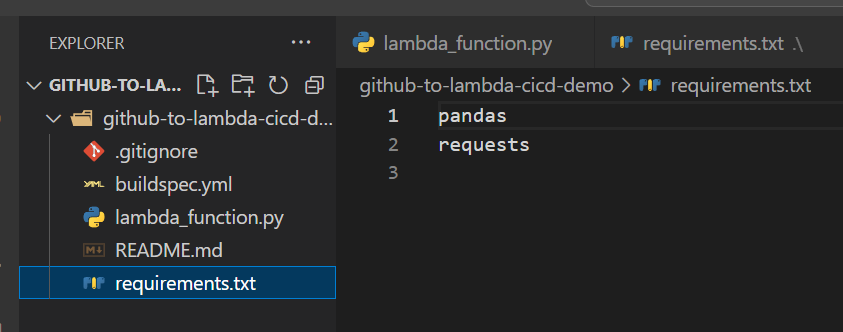 EXPLORER
GITHUB-TO-LA...
github-to-lambda-cicd-d...
.gitignore
buildspec.yml
lambda_function.py
README.md
requirements.txt
lambda_function.py
requirements.txt .\
github-to-lambda-cicd-demo > requirements.txt
1 pandas
2 requests
3